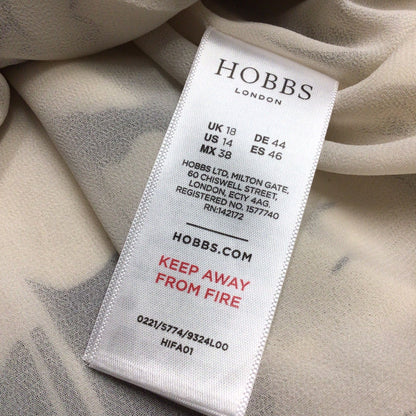 HOBBS
LONDON
UK 18 DE 44
US 14 ES 46
MX 38
HOBBS LTD, MILTON GATE,
60 CHISWELL STREET,
LONDON, EC1Y 4AG.
REGISTERED NO. 1577740
RN:142172
HOBBS.COM
KEEP AWAY
FROM FIRE
0221/5774/9324L00
HIFA01